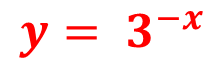 y = 3⁻ˣ